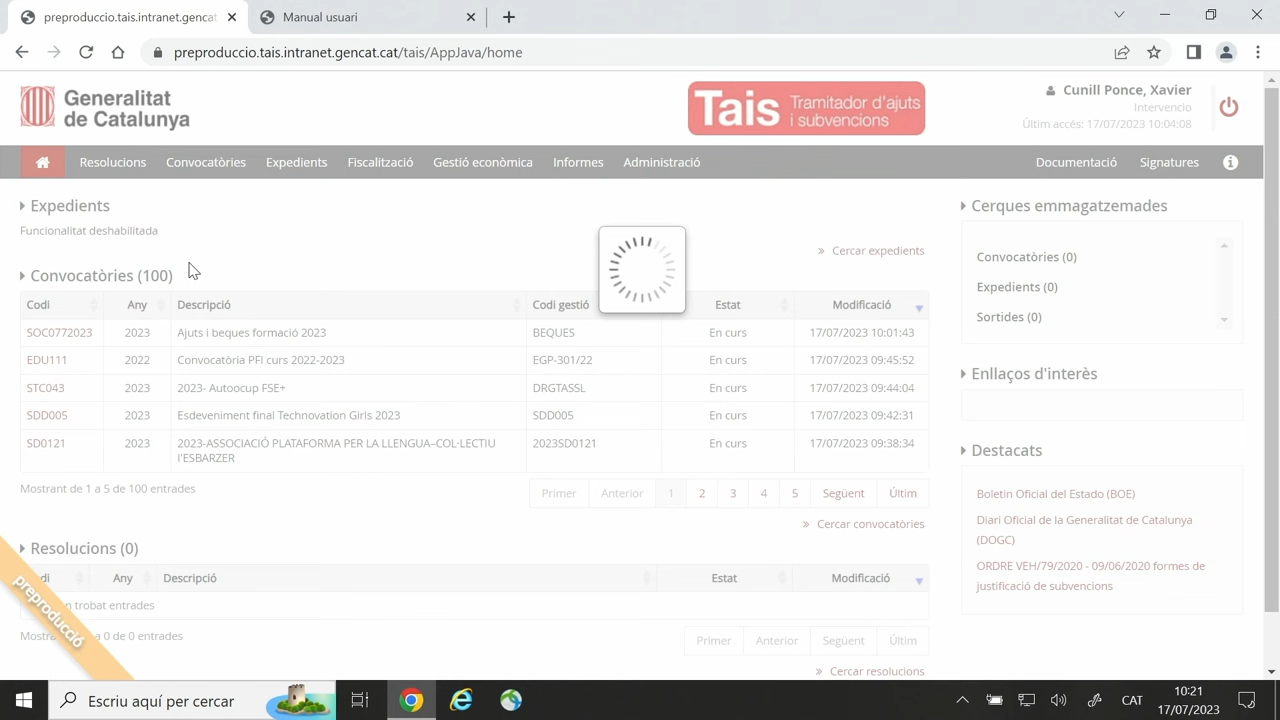 preproduccio.tais.intranet.gencat
Manual usuari
preproduccio.tais.intranet.gencat.cat/tais/AppJava/home
Generalitat
de Catalunya
Tais Tramitador d'ajuts
i subvencions
Cunill Ponce, Xavier
Intervencio
Últim accés: 17/07/2023 10:04:08
Resolucions Convocatòries Expedients Fiscalització Gestió econòmica Informes Administració Documentació Signatures
Expedients
Funcionalitat deshabilitada
Cercar expedients
Convocatòries (100)
Codi Any Descripció Codi gestió Estat Modificació
SOC0772023 2023 Ajuts i beques formació 2023 BEQUES En curs 17/07/2023 10:01:43
EDU111 2022 Convocatòria PFI curs 2022-2023 EGP-301/22 En curs 17/07/2023 09:45:52
STC043 2023 2023- Autoocup FSE+ DRGTASSL En curs 17/07/2023 09:44:04
SDD005 2023 Esdeveniment final Technovation Girls 2023 SDD005 En curs 17/07/2023 09:42:31
SD0121 2023 2023-ASSOCIACIÓ PLATAFORMA PER LA LLENGUA–COL·LECTIU 2023SD0121 En curs 17/07/2023 09:38:34
l'ESBARZER
Mostrant de 1 a 5 de 100 entrades
Primer Anterior 1 2 3 4 5 Següent Últim
Cercar convocatòries
Resolucions (0)
di Any Descripció Estat Modificació
n trobat entrades
Mostra a 0 de 0 entrades
Primer Anterior Següent Últim
Cercar resolucions
preproducció
Cerques emmagatzemades
Convocatòries (0)
Expedients (0)
Sortides (0)
Enllaços d'interès
Destacats
Boletin Oficial del Estado (BOE)
Diari Oficial de la Generalitat de Catalunya
(DOGC)
ORDRE VEH/79/2020 - 09/06/2020 formes de
justificació de subvencions
Escriu aquí per cercar
CAT
10:21
17/07/2023